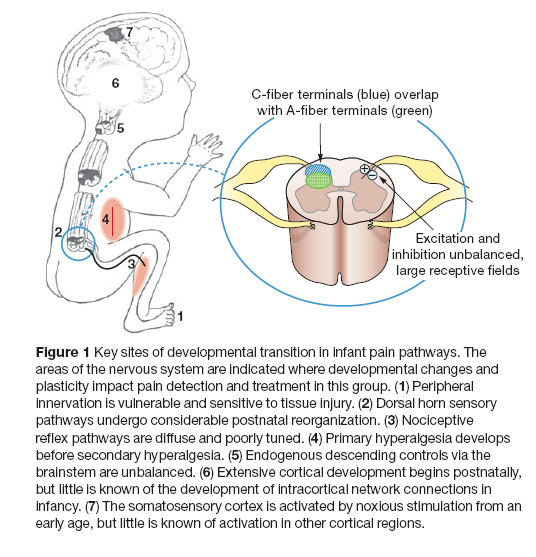 7
6
5
4
2
3
1
C-fiber terminals (blue) overlap
with A-fiber terminals (green)
+
–
Excitation and
inhibition unbalanced,
large receptive fields
Figure 1 Key sites of developmental transition in infant pain pathways. The
areas of the nervous system are indicated where developmental changes and
plasticity impact pain detection and treatment in this group. (1) Peripheral
innervation is vulnerable and sensitive to tissue injury. (2) Dorsal horn sensory
pathways undergo considerable postnatal reorganization. (3) Nociceptive
reflex pathways are diffuse and poorly tuned. (4) Primary hyperalgesia develops
before secondary hyperalgesia. (5) Endogenous descending controls via the
brainstem are unbalanced. (6) Extensive cortical development begins postnatally,
but little is known of the development of intracortical network connections in
infancy. (7) The somatosensory cortex is activated by noxious stimulation from an
early age, but little is known of activation in other cortical regions.